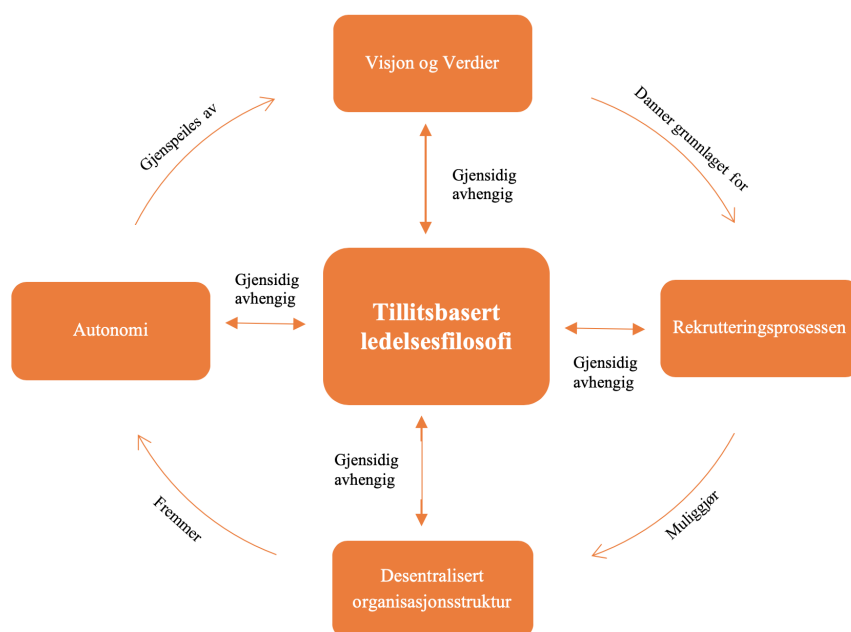 Visjon og Verdier
Gjenspeiles av
Danner grunnlaget for
Gjensidig
avhengig
Gjensidig
avhengig
Autonomi
Tillitsbasert
ledelsesfilosofi
Rekrutteringsprosessen
Gjensidig
avhengig
Gjensidig
avhengig
Fremmer
Muliggjør
Desentralisert
organisasjonsstruktur